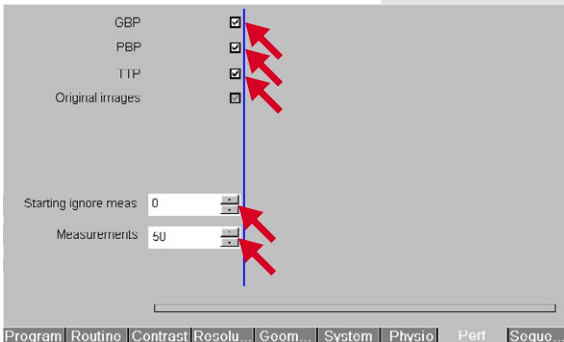 GBP
PBP
TTP
Original images
Starting ignore meas 0
Measurements 50
Program Routine Contrast Resolu... Geom... System Physio Perf Seque...